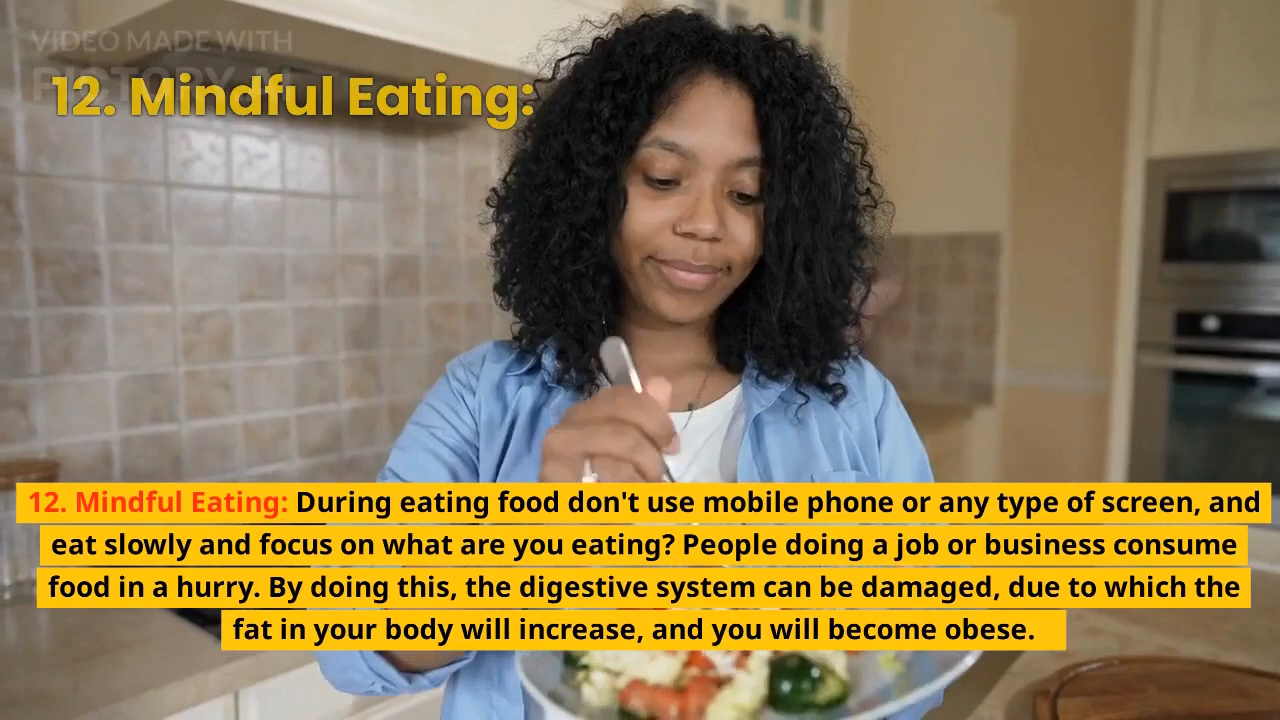 VIDEO MADE WITH
PICTORY.AI
12. Mindful Eating:
12. Mindful Eating: During eating food don't use mobile phone or any type of screen, and
eat slowly and focus on what are you eating? People doing a job or business consume
food in a hurry. By doing this, the digestive system can be damaged, due to which the
fat in your body will increase, and you will become obese.